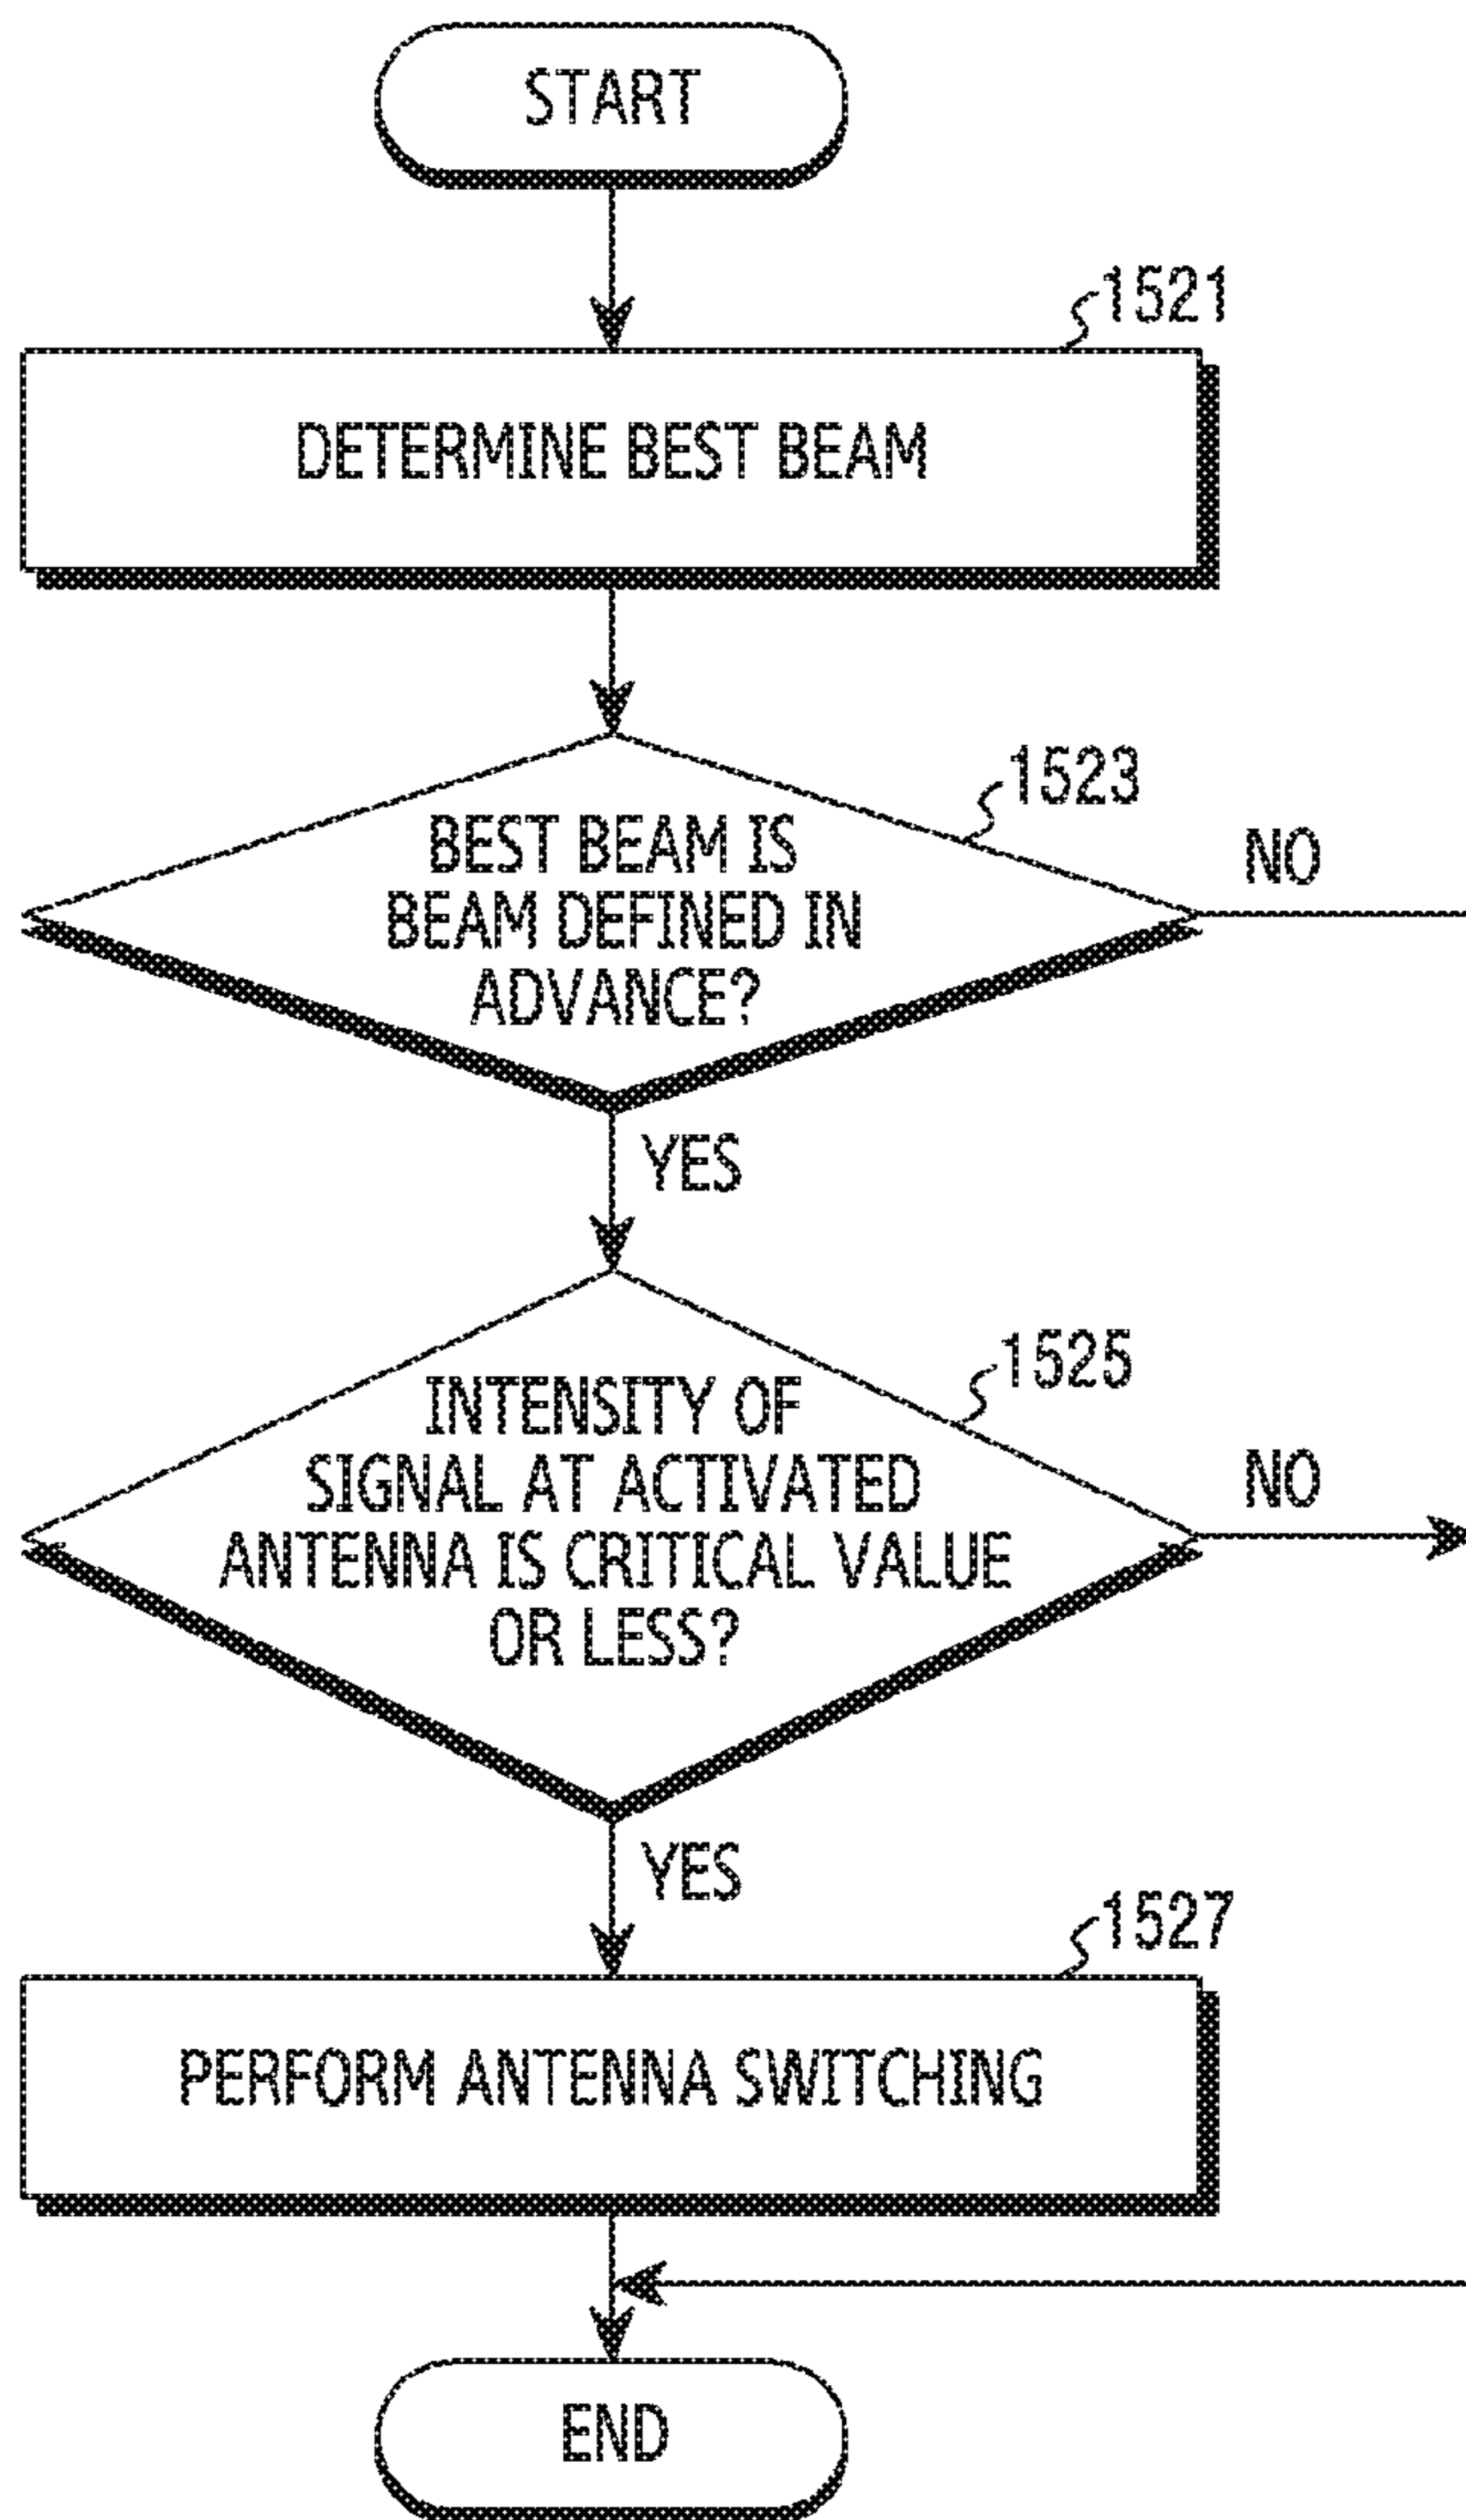 START
1521
DETERMINE BEST BEAM
1523
BEST BEAM IS
BEAM DEFINED IN
ADVANCE?
NO
YES
1525
INTENSITY OF
SIGNAL AT ACTIVATED
ANTENNA IS CRITICAL VALUE
OR LESS?
NO
YES
1527
PERFORM ANTENNA SWITCHING
END